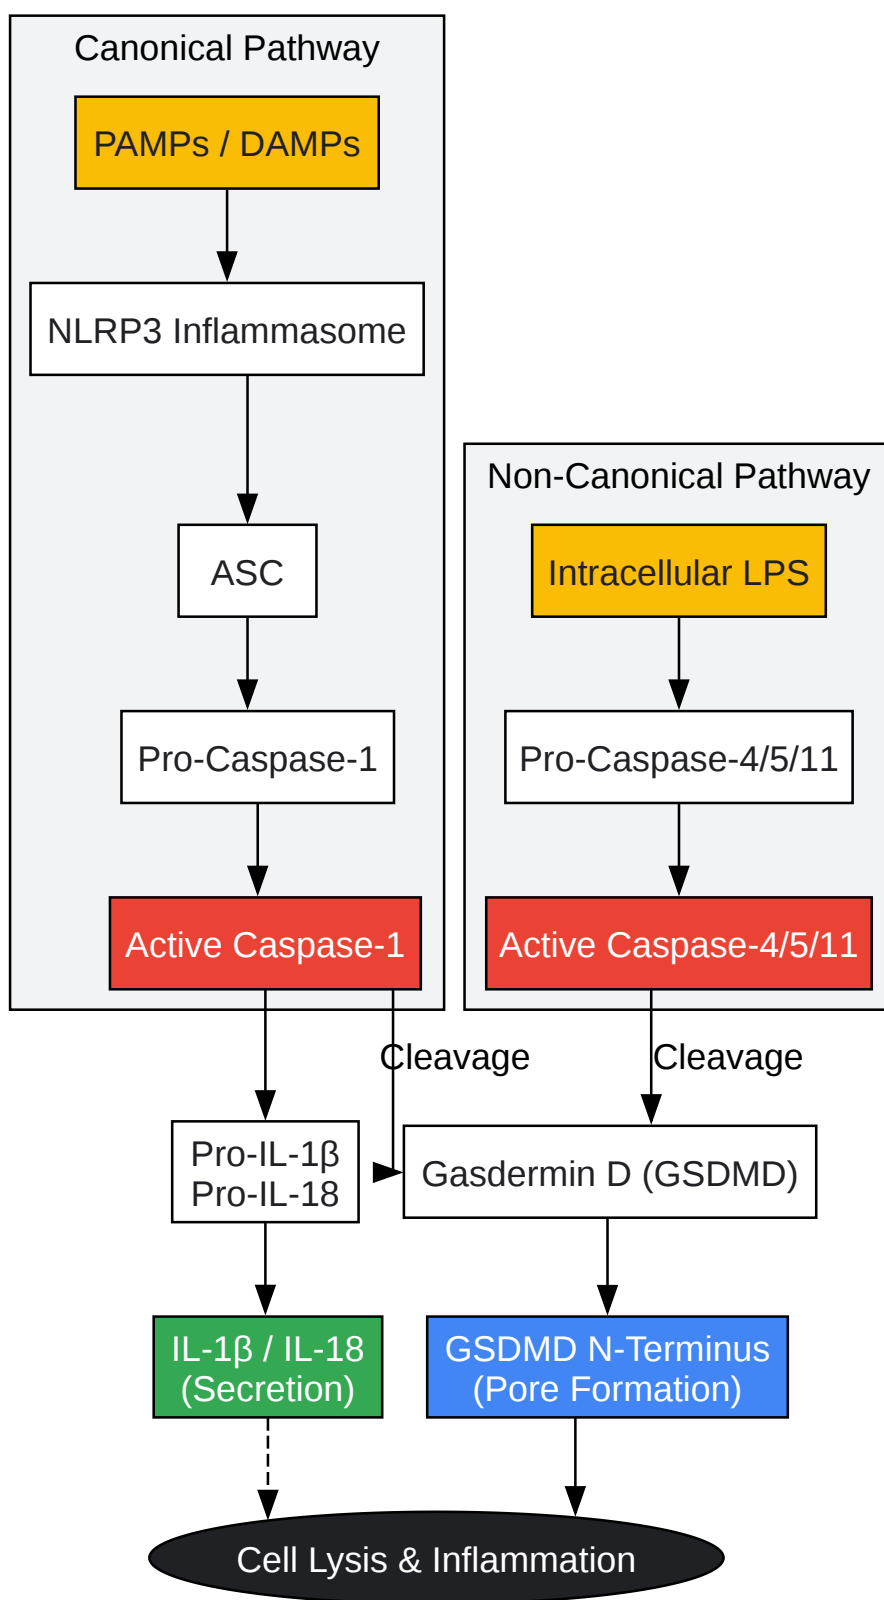 Canonical Pathway
PAMPs / DAMPs
NLRP3 Inflammasome
ASC
Pro-Caspase-1
Active Caspase-1
Non-Canonical Pathway
Intracellular LPS
Pro-Caspase-4/5/11
Active Caspase-4/5/11
Cleavage
Cleavage
Pro-IL-1β
Pro-IL-18
Gasdermin D (GSDMD)
IL-1β / IL-18
(Secretion)
GSDMD N-Terminus
(Pore Formation)
Cell Lysis & Inflammation